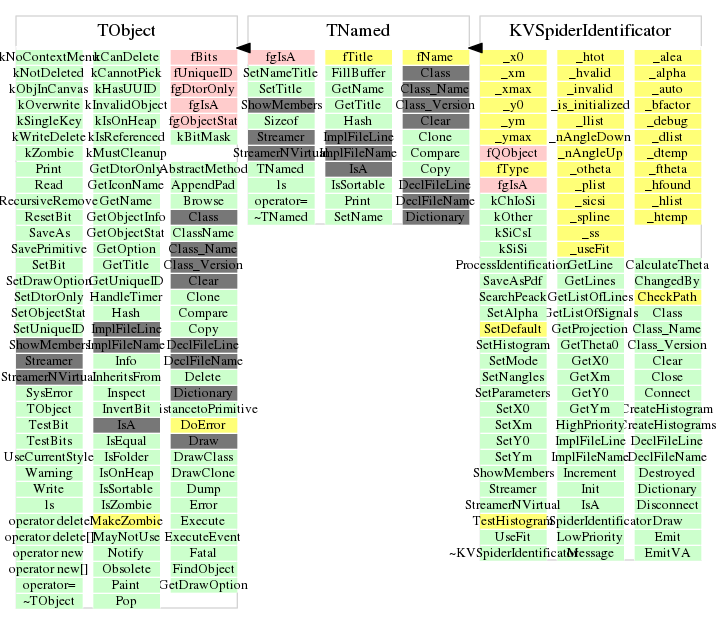 TObject
TNamed
KVSpiderIdentificator
kNoContextMenu kCanDelete fBits
kNotDeleted kCannotPick fUniqueID
kObjInCanvas kHasUUID fgDtorOnly
kOverwrite kInvalidObject fgIsA
kSingleKey kIsOnHeap fgObjectStat
kWriteDelete kIsReferenced kBitMask
kZombie kMustCleanup
Print GetDtorOnly AbstractMethod
Read GetIconName AppendPad
RecursiveRemove GetName Browse
ResetBit GetObjectInfo Class
SaveAs GetObjectStat ClassName
SavePrimitive GetOption Class_Name
SetBit GetTitle Class_Version
SetDrawOption GetUniqueID Clear
SetDtorOnly HandleTimer Clone
SetObjectStat Hash Compare
SetUniqueID ImplFileLine Copy
ShowMembers ImplFileName DeclFileLine
Streamer Info DeclFileName
StreamerNVirtual InheritsFrom Delete
SysError Inspect Dictionary
TObject InvertBit istancetoPrimitive
TestBit IsA DoError
TestBits IsEqual Draw
UseCurrentStyle IsFolder DrawClass
Warning IsOnHeap DrawClone
Write IsSortable Dump
ls IsZombie Error
operator delete MakeZombie Execute
operator delete[] MayNotUse ExecuteEvent
operator new Notify Fatal
operator new[] Obsolete FindObject
operator= Paint GetDrawOption
~TObject Pop
fgIsA fTitle fName
SetNameTitle FillBuffer Class
SetTitle GetName Class_Name
ShowMembers GetTitle Class_Version
Sizeof Hash Clear
Streamer ImplFileLine Clone
StreamerNVirtual ImplFileName Compare
TNamed IsA Copy
ls IsSortable DeclFileLine
operator= Print DeclFileName
~TNamed SetName Dictionary
_x0 _htot _alea
_xm _hvalid _alpha
_xmax _invalid _auto
_y0 _is_initialized _bfactor
_ym _llist _debug
_ymax _nAngleDown _dlist
fQObject _nAngleUp _dtemp
fType _otheta _ftheta
fgIsA _plist _hfound
kChIoSi _sicsi _hlist
kOther _spline _htemp
kSiCsI _ss
kSiSi _useFit
ProcessIdentification GetLine CalculateTheta
SaveAsPdf GetLines ChangedBy
SearchPeack GetListOfLines CheckPath
SetAlpha GetListOfSignals Class
SetDefault GetProjection Class_Name
SetHistogram GetTheta0 Class_Version
SetMode GetX0 Clear
SetNangles GetXm Close
SetParameters GetY0 Connect
SetX0 GetYm CreateHistogram
SetXm HighPriority CreateHistograms
SetY0 ImplFileLine DeclFileLine
SetYm ImplFileName DeclFileName
ShowMembers Increment Destroyed
Streamer Init Dictionary
StreamerNVirtual IsA Disconnect
TestHistogram SpiderIdentificator Draw
UseFit LowPriority Emit
~KVSpiderIdentificator Message EmitVA